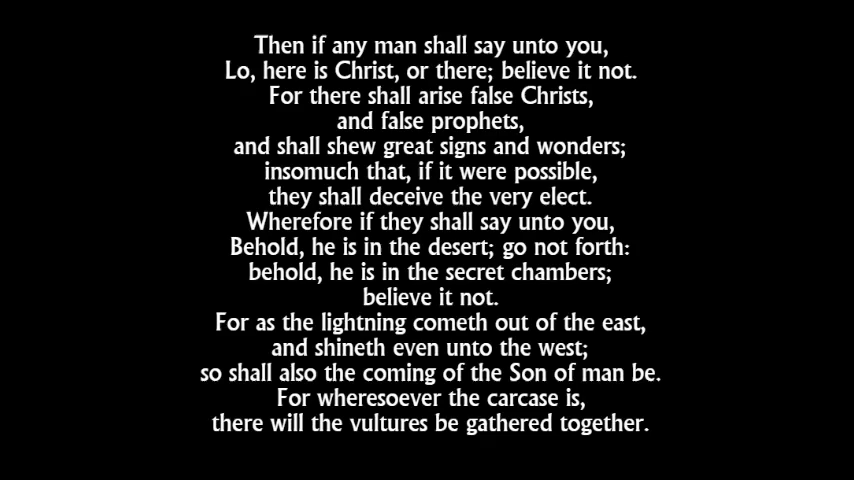 Then if any man shall say unto you,
Lo, here is Christ, or there; believe it not.
For there shall arise false Christs,
and false prophets,
and shall shew great signs and wonders;
insomuch that, if it were possible,
they shall deceive the very elect.
Wherefore if they shall say unto you,
Behold, he is in the desert; go not forth:
behold, he is in the secret chambers;
believe it not.
For as the lightning cometh out of the east,
and shineth even unto the west;
so shall also the coming of the Son of man be.
For wheresoever the carcase is,
there will the vultures be gathered together.